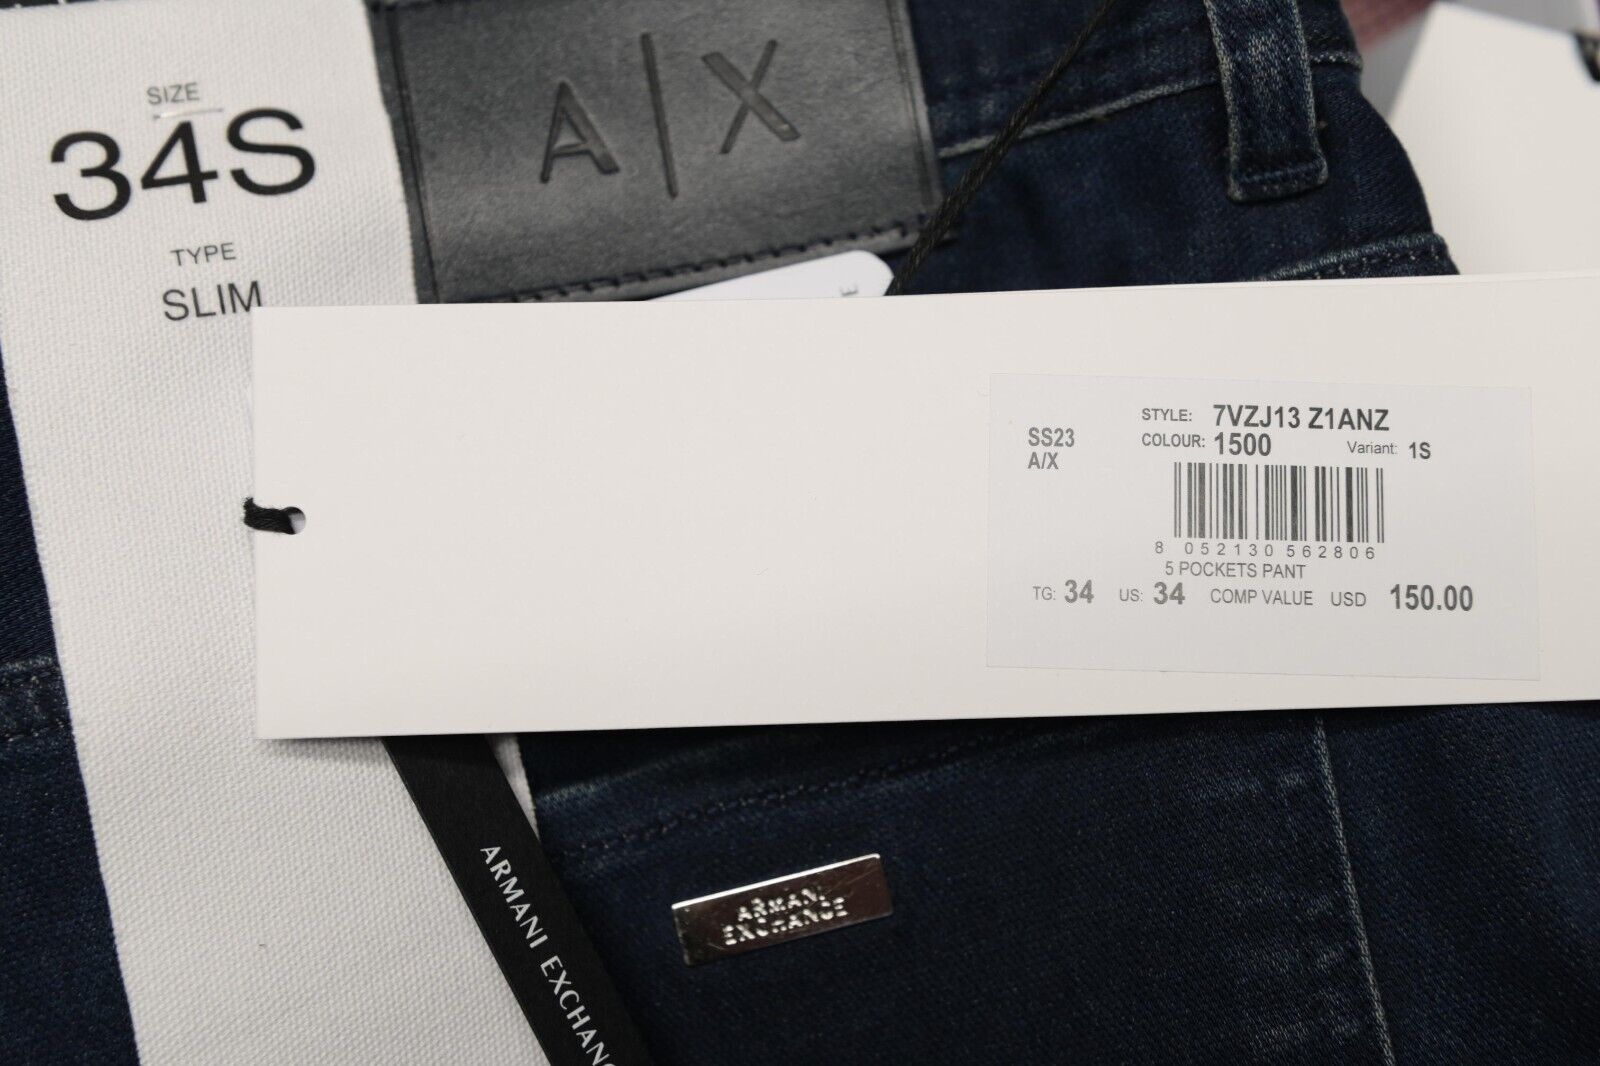 SIZE
34S
TYPE
SLIM
A|X
E
SS23
A/X
STYLE: 7VZJ13 Z1ANZ
COLOUR: 1500 Variant: 1S
8 052130 562806
5 POCKETS PANT
TG: 34 US: 34 COMP VALUE USD 150.00
ARMANI EXCHANG
ARMANI
EXCHANGE